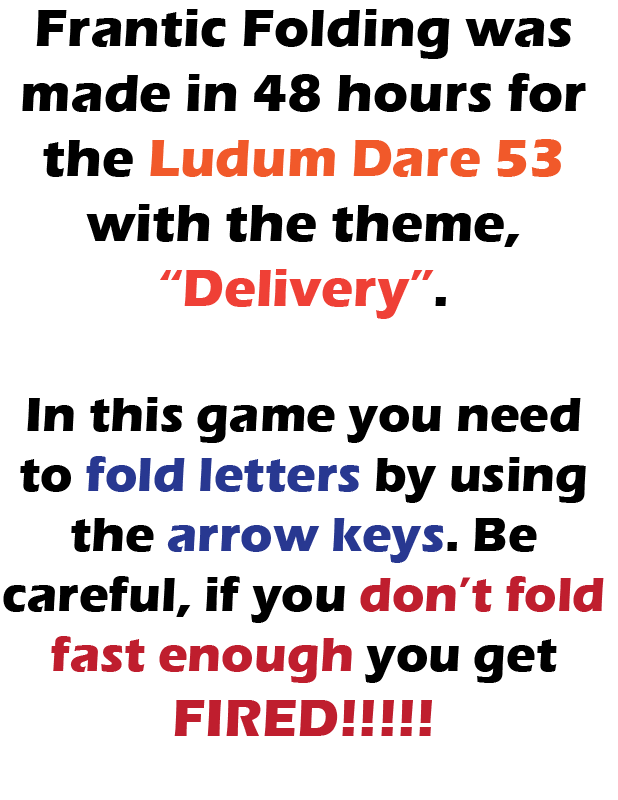 Frantic Folding was
made in 48 hours for
the Ludum Dare 53
with the theme,
“Delivery”.
In this game you need
to fold letters by using
the arrow keys. Be
careful, if you don’t fold
fast enough you get
FIRED!!!!!